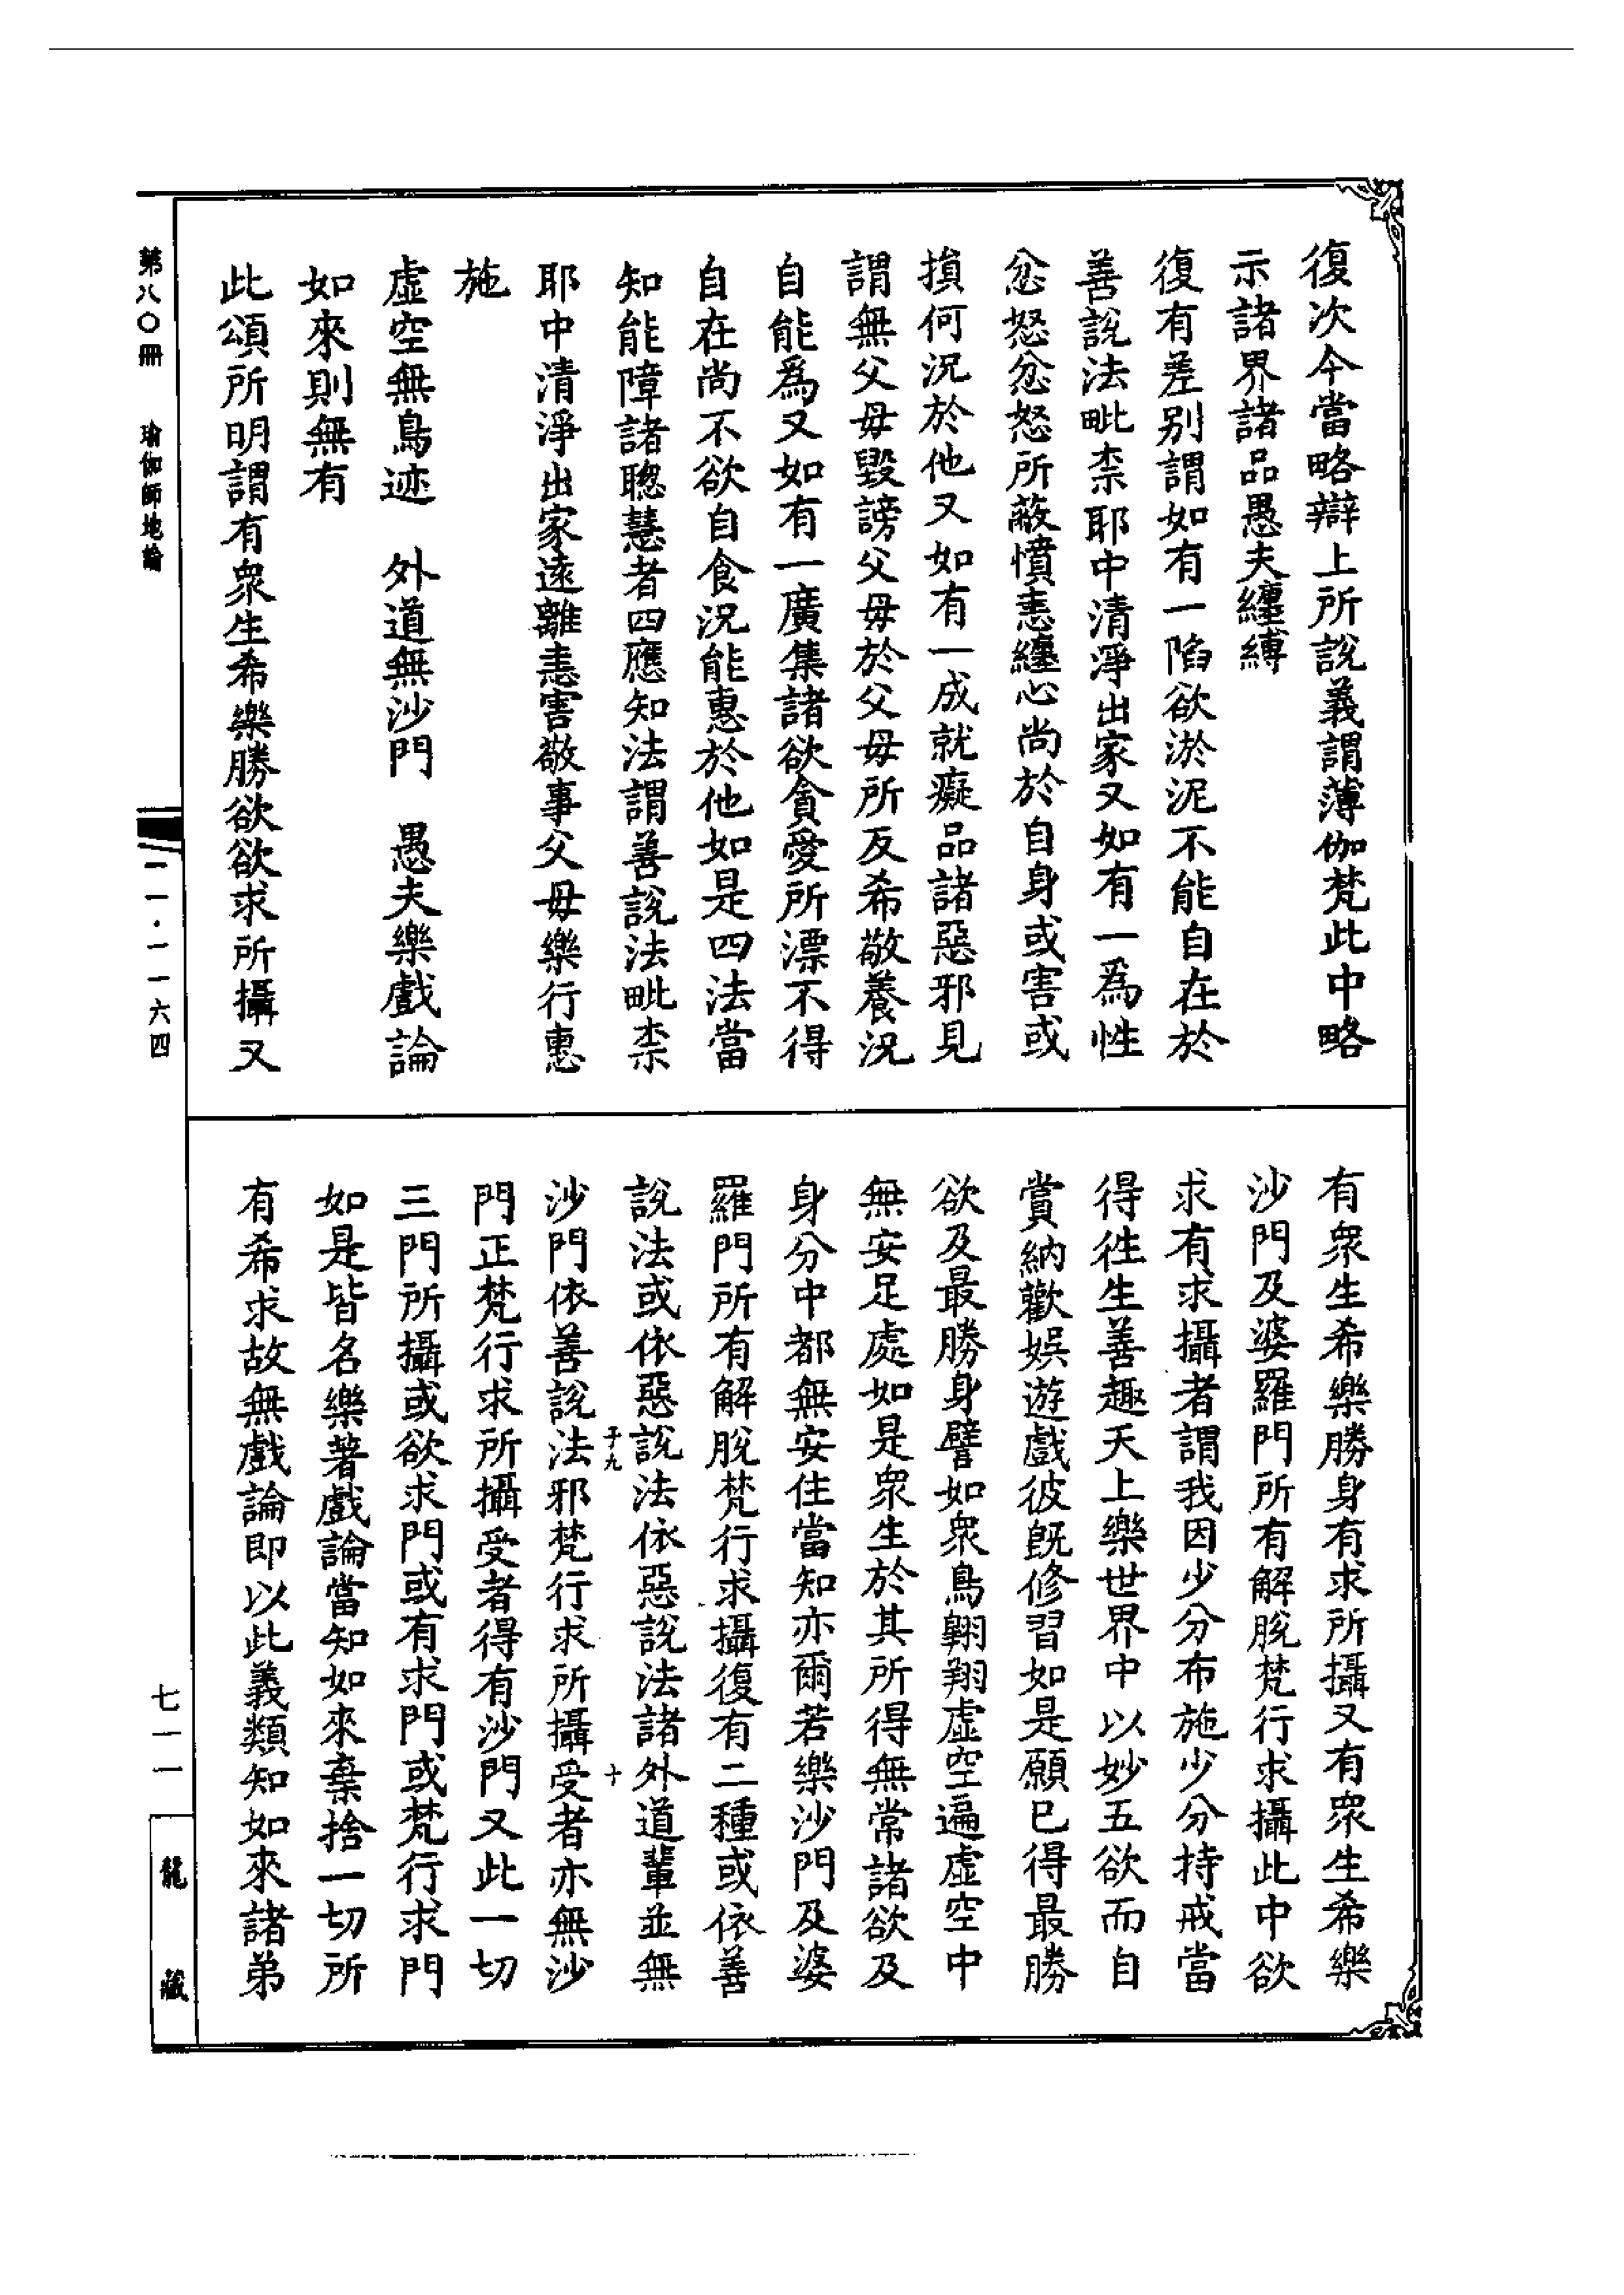 復次今當略辯上所說義謂薄伽梵此中略
示諸界諸品愚夫纏縛
復有差別謂如有一陷欲淤泥不能自在於
善說法毗柰耶中清淨出家又如有一為性
忿怒忿怒所蔽憤恚纏心尚於自身或害或
損何況於他又如有一成就癡品諸惡邪見
謂無父母毀謗父母於父母所反希敬養況
自能為又如有一廣集諸欲貪愛所漂不得
自在尚不欲自食況能惠於他如是四法當
知能障諸聰慧者四應知法謂善說法毗柰
耶中清淨出家遠離恚害敬事父母樂行惠
施
虛空無鳥迹　外道無沙門　愚夫樂戲論
如來則無有
此頌所明謂有眾生希樂勝欲欲求所攝又
有眾生希樂勝身有求所攝又有眾生希樂
沙門及婆羅門所有解脫梵行求攝此中欲
求有求攝者謂我因少分布施少分持戒當
得徃生善趣天上樂世界中以妙五欲而自
賞納歡娛遊戲彼既修習如是願已得最勝
欲及最勝身譬如眾鳥翱翔虛空遍虛空中
無安足處如是眾生於其所得無常諸欲及
身分中都無安住當知亦爾若樂沙門及婆
羅門所有解脫梵行求攝復有二種或依善
說法或依惡說法依惡說法諸外道輩並無
于九　十
沙門依善說法邪梵行求所攝受者亦無沙
門正梵行求所攝受者得有沙門又此一切
三門所攝或欲求門或有求門或梵行求門
如是皆名樂著戲論當知如來棄捨一切所
有希求故無戲論即以此義類知如來諸弟
第八〇冊　瑜伽師地論　二一·一一六四　七一一　龍藏